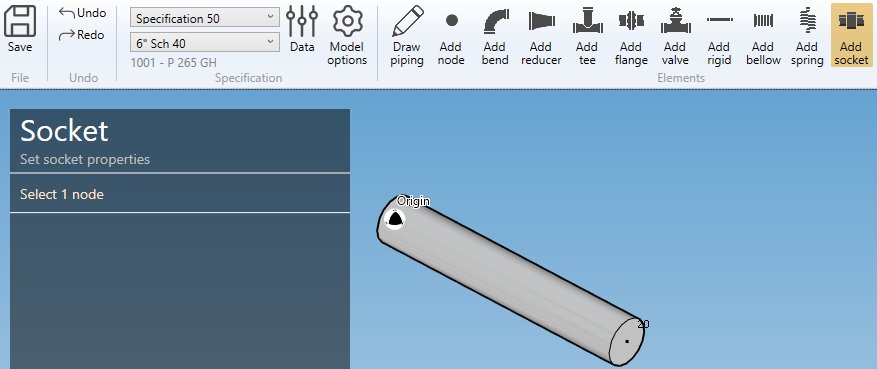 Save
File
Undo
Redo
Undo
Specification 50
6" Sch 40
1001 - P 265 GH
Data
Model
options
Specification
Draw
piping
Add
node
Add
bend
Add
reducer
Add
tee
Add
flange
Add
valve
Add
rigid
Add
bellow
Add
spring
Add
socket
Elements
Socket
Set socket properties
Select 1 node
Origin
20